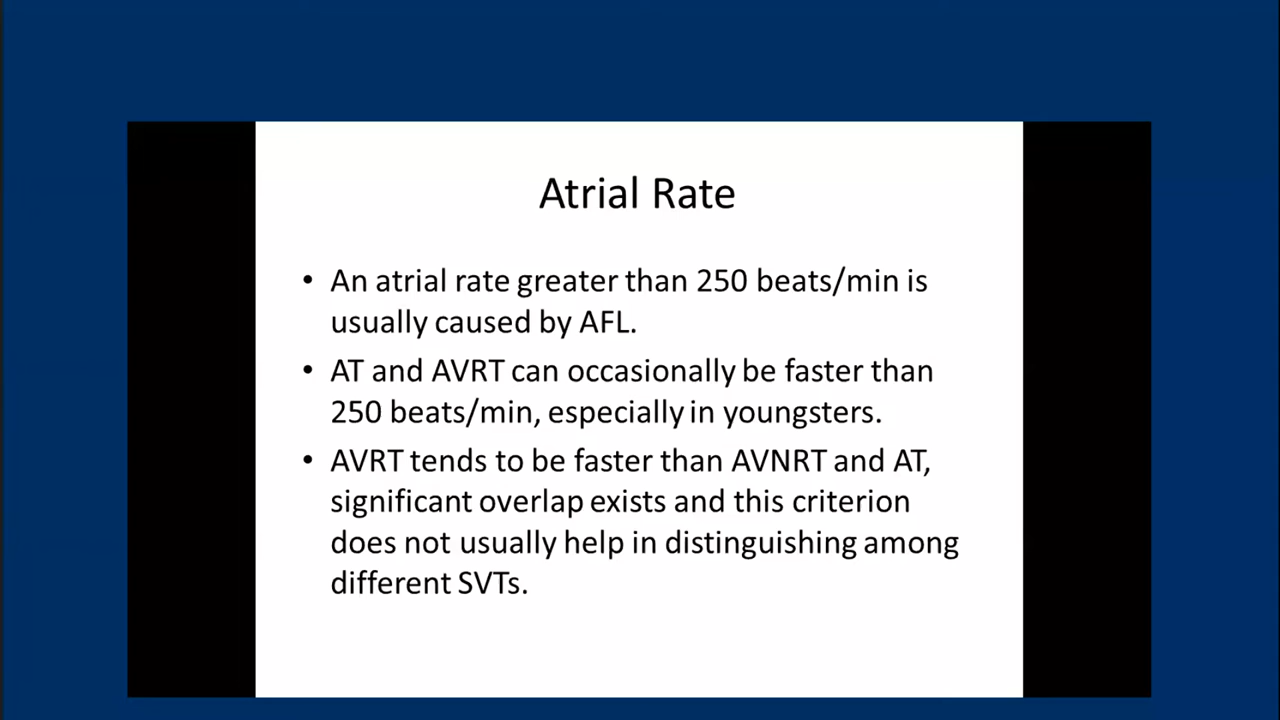 Atrial Rate
• An atrial rate greater than 250 beats/min is
usually caused by AFL.
• AT and AVRT can occasionally be faster than
250 beats/min, especially in youngsters.
• AVRT tends to be faster than AVNRT and AT,
significant overlap exists and this criterion
does not usually help in distinguishing among
different SVTs.